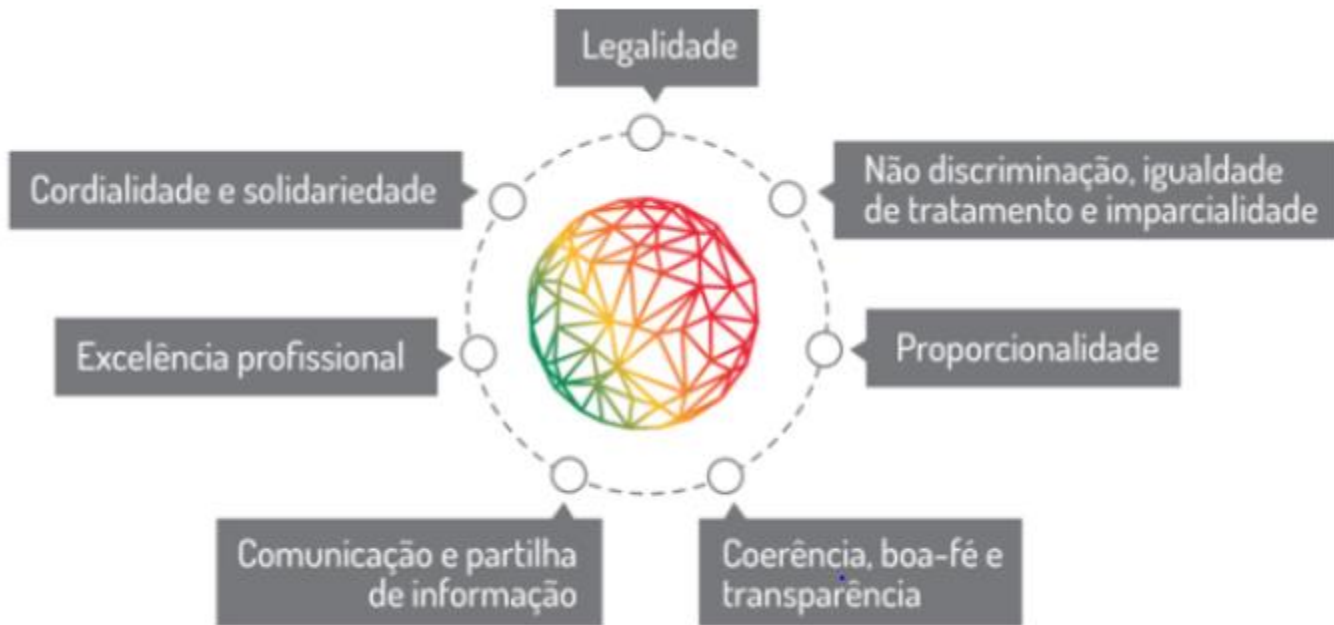 Legalidade
Não discriminação, igualdade
de tratamento e imparcialidade
Proporcionalidade
Coerência, boa-fé e
transparência
Comunicação e partilha
de informação
Excelência profissional
Cordialidade e solidariedade